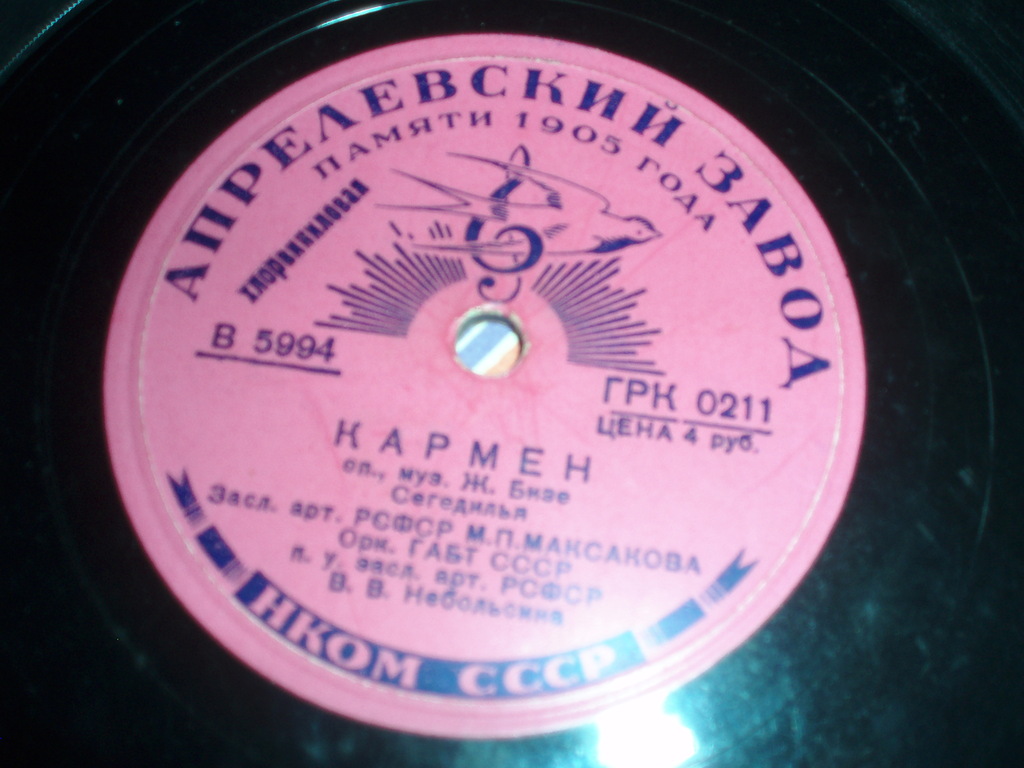 АПРЕЛЕВСКИЙ ЗАВОД
ПАМЯТИ 1905 ГОДА
хлорвиниловая
В 5994
ГРК 0211
ЦЕНА 4 руб.
КАРМЕН
оп., муз. Ж. Бизе
Сегедилья
Засл. арт. РСФСР М.П.МАКСАКОВА
Орк. ГАБТ СССР
п. у. засл. арт. РСФСР
В. В. Небольсина
НКОМ СССР